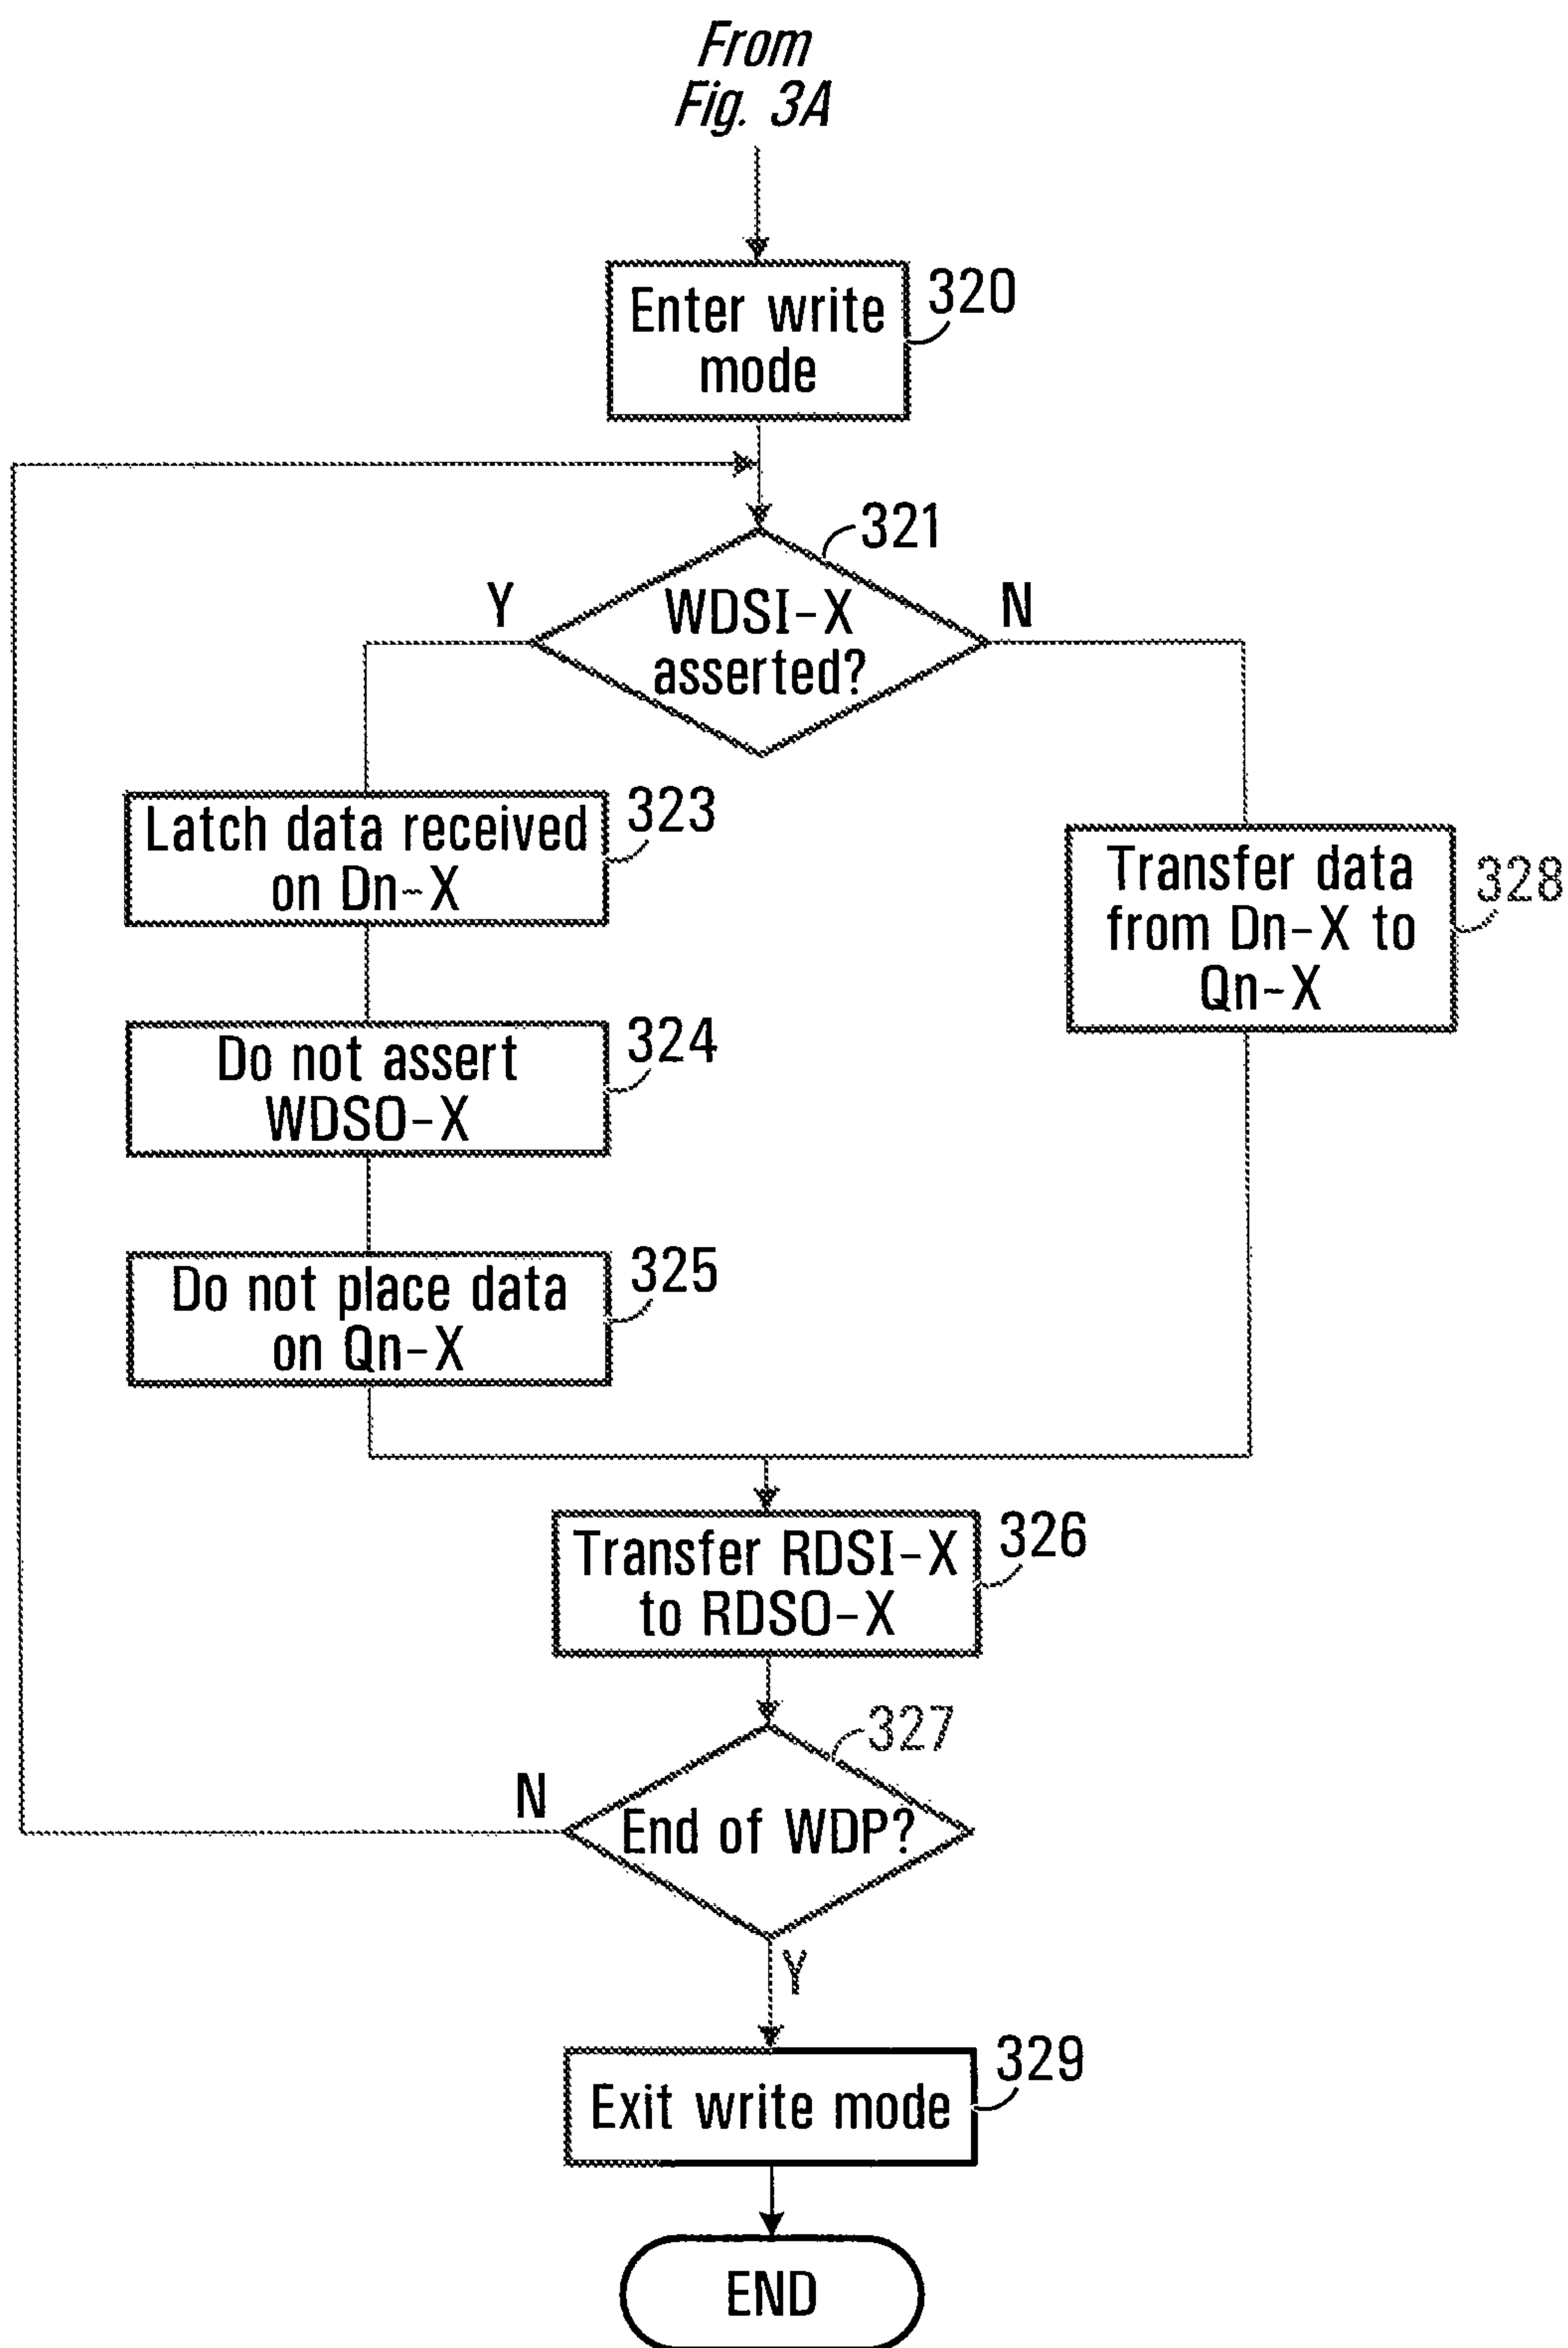 From
Fig. 3A
Enter write
mode
320
321
Y
WDSI-X
asserted?
N
Latch data received
on Dn-X
323
Transfer data
from Dn-X to
Qn-X
328
Do not assert
WDSO-X
324
Do not place data
on Qn-X
325
Transfer RDSI-X
to RDSO-X
326
327
N
End of WDP?
Y
Exit write mode
329
END